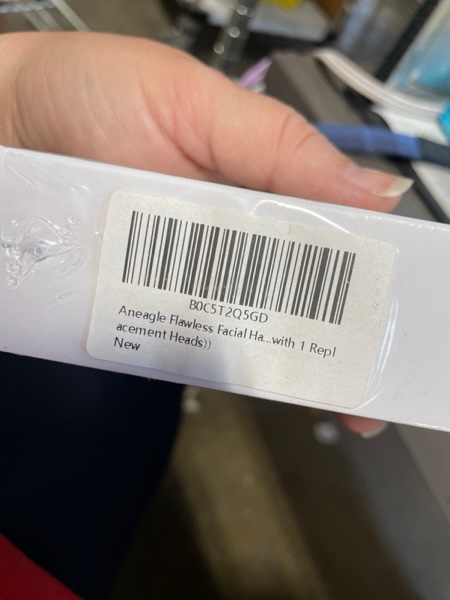 B0C5T2Q5GD
Aneagle Flawless Facial Ha...with 1 Repl
acement Heads))
New